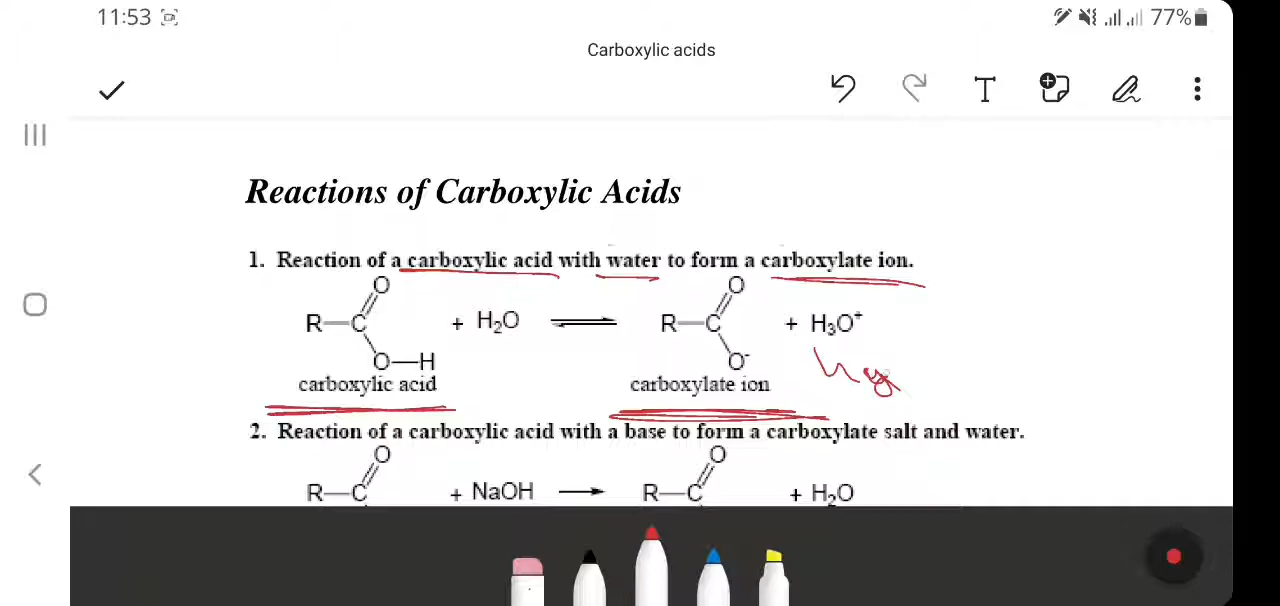 11:53 77%
Carboxylic acids
T
Reactions of Carboxylic Acids
1. Reaction of a carboxylic acid with water to form a carboxylate ion.
O O
R—C + H₂O ⇌ R—C + H₃O⁺
O—H O⁻
carboxylic acid carboxylate ion
2. Reaction of a carboxylic acid with a base to form a carboxylate salt and water.
O O
R—C + NaOH → R—C + H₂O